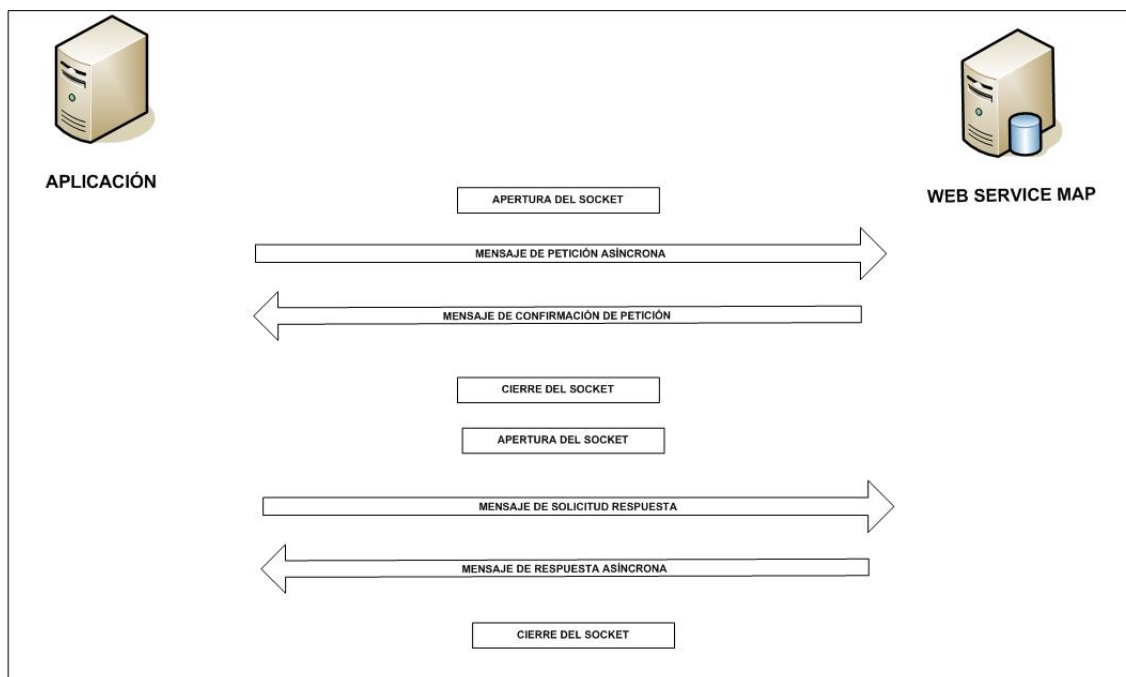 APLICACIÓN
WEB SERVICE MAP
APERTURA DEL SOCKET
MENSAJE DE PETICIÓN ASÍNCRONA
MENSAJE DE CONFIRMACIÓN DE PETICIÓN
CIERRE DEL SOCKET
APERTURA DEL SOCKET
MENSAJE DE SOLICITUD RESPUESTA
MENSAJE DE RESPUESTA ASÍNCRONA
CIERRE DEL SOCKET